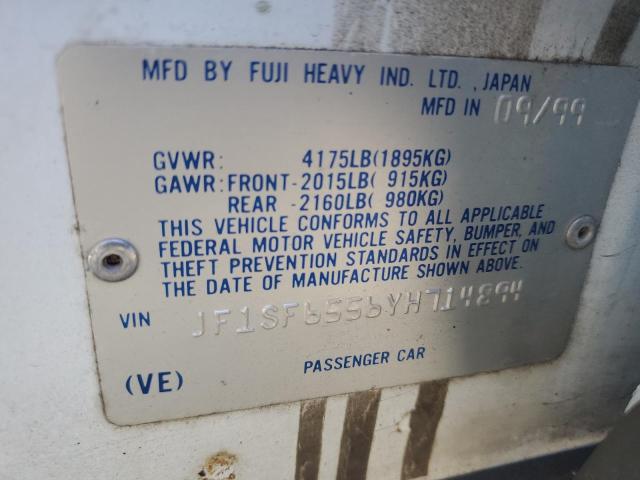 MFD BY FUJI HEAVY IND. LTD., JAPAN
MFD IN 09/99
GVWR: 4175LB(1895KG)
GAWR: FRONT-2015LB( 915KG)
REAR -2160LB( 980KG)
THIS VEHICLE CONFORMS TO ALL APPLICABLE
FEDERAL MOTOR VEHICLE SAFETY, BUMPER, AND
THEFT PREVENTION STANDARDS IN EFFECT ON
THE DATE OF MANUFACTURE SHOWN ABOVE.
VIN JF1SF6556YH714894
PASSENGER CAR
(VE)